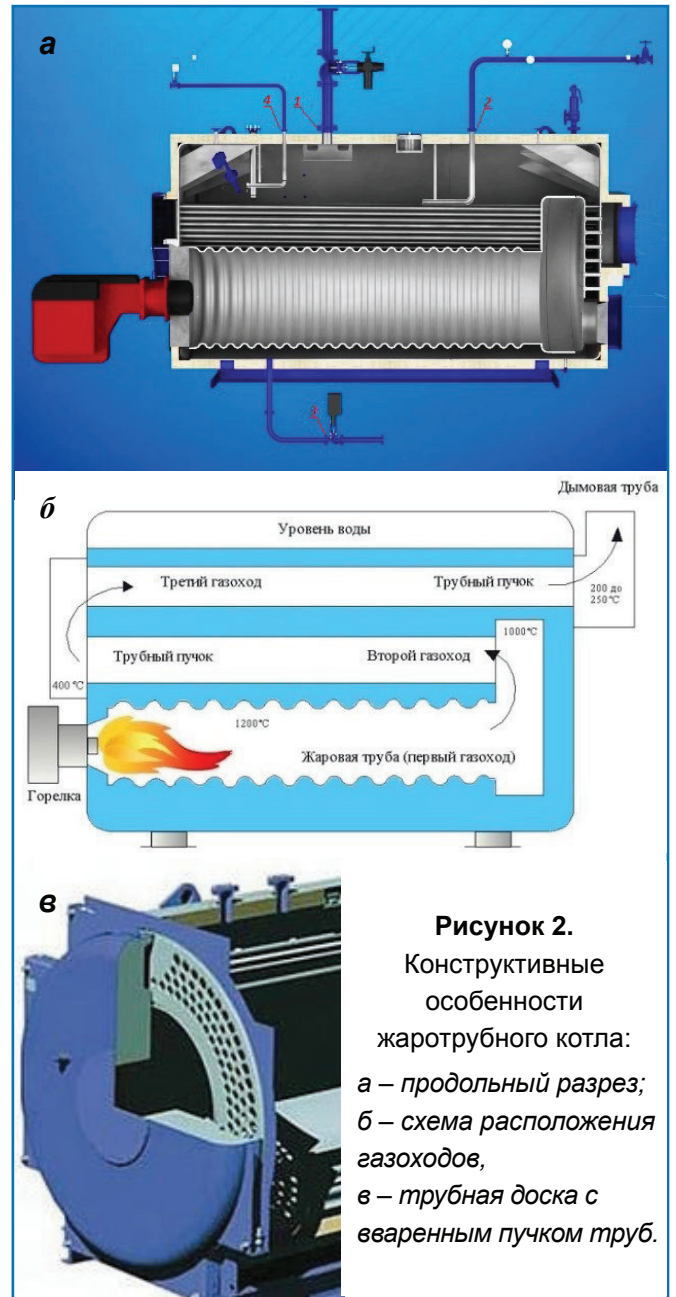 а
4
1
2
3
Дымовая труба
б
Уровень воды
Третий газоход
Трубный пучок
200 до
250°C
1000°C
Трубный пучок
Второй газоход
400°C
1200°C
Жаровая труба (первый газоход)
Горелка
в
Рисунок 2.
Конструктивные
особенности
жаротрубного котла:
а – продольный разрез;
б – схема расположения
газоходов,
в – трубная доска с
вваренным пучком труб.